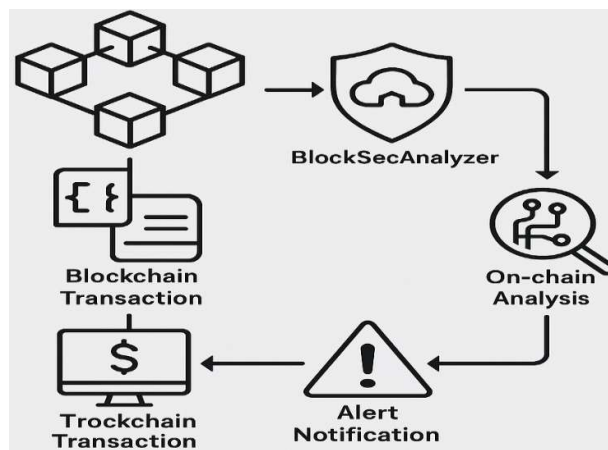 BlockSecAnalyzer
{ }
Blockchain
Transaction
On-chain
Analysis
$
!
Trockchain
Transaction
Alert
Notification